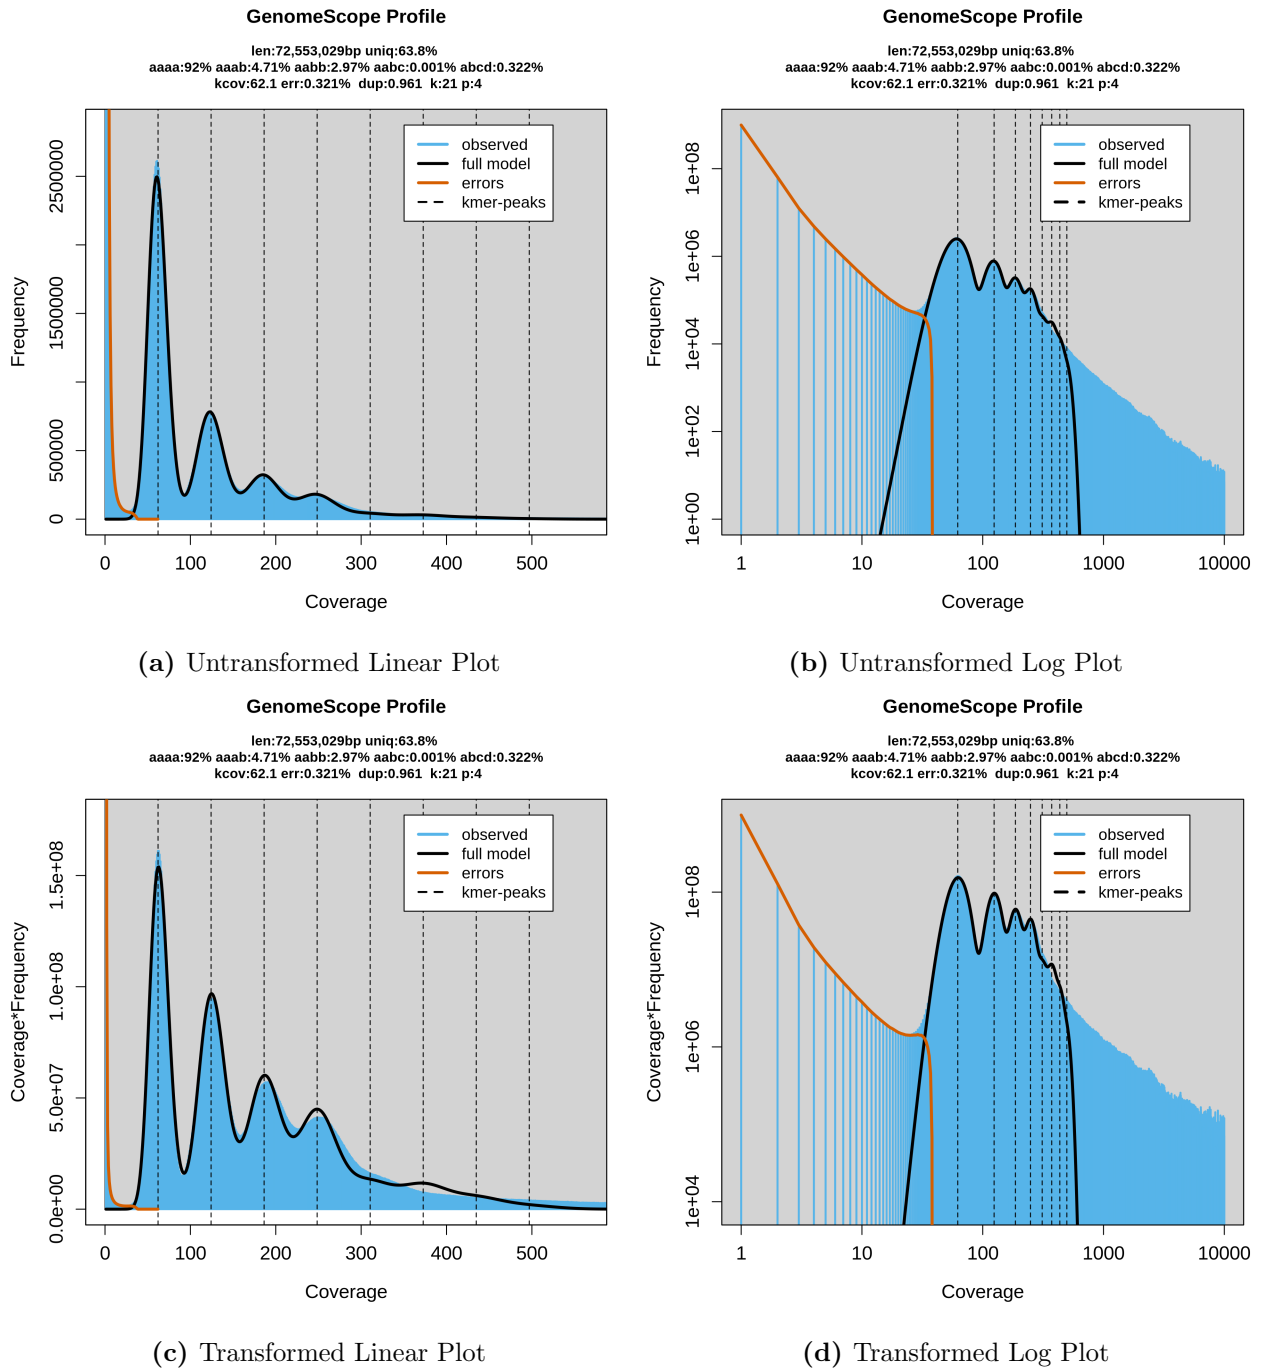 GenomeScope Profile
len:72,553,029bp uniq:63.8%
aaaa:92% aaab:4.71% aabb:2.97% aabc:0.001% abcd:0.322%
kcov:62.1 err:0.321% dup:0.961 k:21 p:4
observed
full model
errors
kmer-peaks
Frequency
0
500000
1500000
2500000
0
100
200
300
400
500
Coverage
(a) Untransformed Linear Plot
GenomeScope Profile
len:72,553,029bp uniq:63.8%
aaaa:92% aaab:4.71% aabb:2.97% aabc:0.001% abcd:0.322%
kcov:62.1 err:0.321% dup:0.961 k:21 p:4
observed
full model
errors
kmer-peaks
Frequency
1e+00
1e+02
1e+04
1e+06
1e+08
1
10
100
1000
10000
Coverage
(b) Untransformed Log Plot
GenomeScope Profile
len:72,553,029bp uniq:63.8%
aaaa:92% aaab:4.71% aabb:2.97% aabc:0.001% abcd:0.322%
kcov:62.1 err:0.321% dup:0.961 k:21 p:4
observed
full model
errors
kmer-peaks
Coverage*Frequency
0.0e+00
5.0e+07
1.0e+08
1.5e+08
0
100
200
300
400
500
Coverage
(c) Transformed Linear Plot
GenomeScope Profile
len:72,553,029bp uniq:63.8%
aaaa:92% aaab:4.71% aabb:2.97% aabc:0.001% abcd:0.322%
kcov:62.1 err:0.321% dup:0.961 k:21 p:4
observed
full model
errors
kmer-peaks
Coverage*Frequency
1e+04
1e+06
1e+08
1
10
100
1000
10000
Coverage
(d) Transformed Log Plot